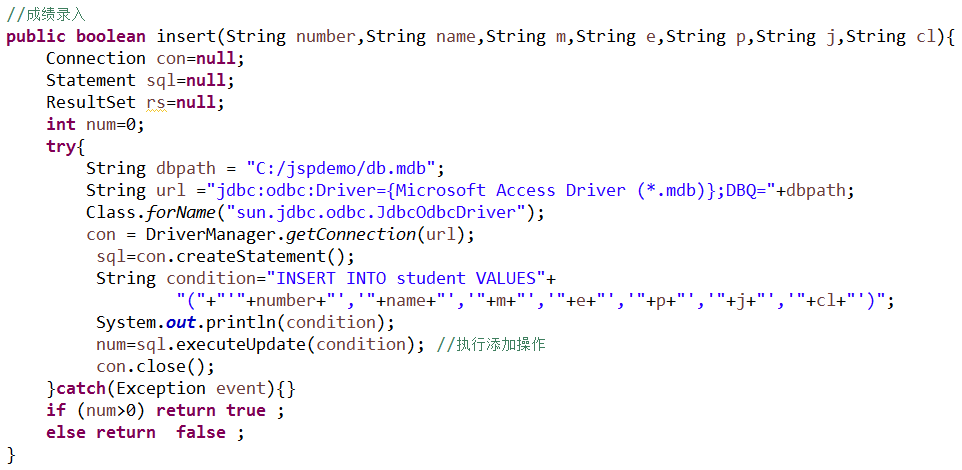 //成绩录入
public boolean insert(String number,String name,String m,String e,String p,String j,String cl){
    Connection con=null;
    Statement sql=null;
    ResultSet rs=null;
    int num=0;
    try{
        String dbpath = "C:/jspdemo/db.mdb";
        String url ="jdbc:odbc:Driver={Microsoft Access Driver (*.mdb)};DBQ="+dbpath;
        Class.forName("sun.jdbc.odbc.JdbcOdbcDriver");
        con = DriverManager.getConnection(url);
         sql=con.createStatement();
         String condition="INSERT INTO student VALUES"+
                 "("+"'"+number+"','"+name+"','"+m+"','"+e+"','"+p+"','"+j+"','"+cl+"')";
         System.out.println(condition);
         num=sql.executeUpdate(condition); //执行添加操作
         con.close();
    }catch(Exception event){}
    if (num>0) return true ;
    else return  false ;
}